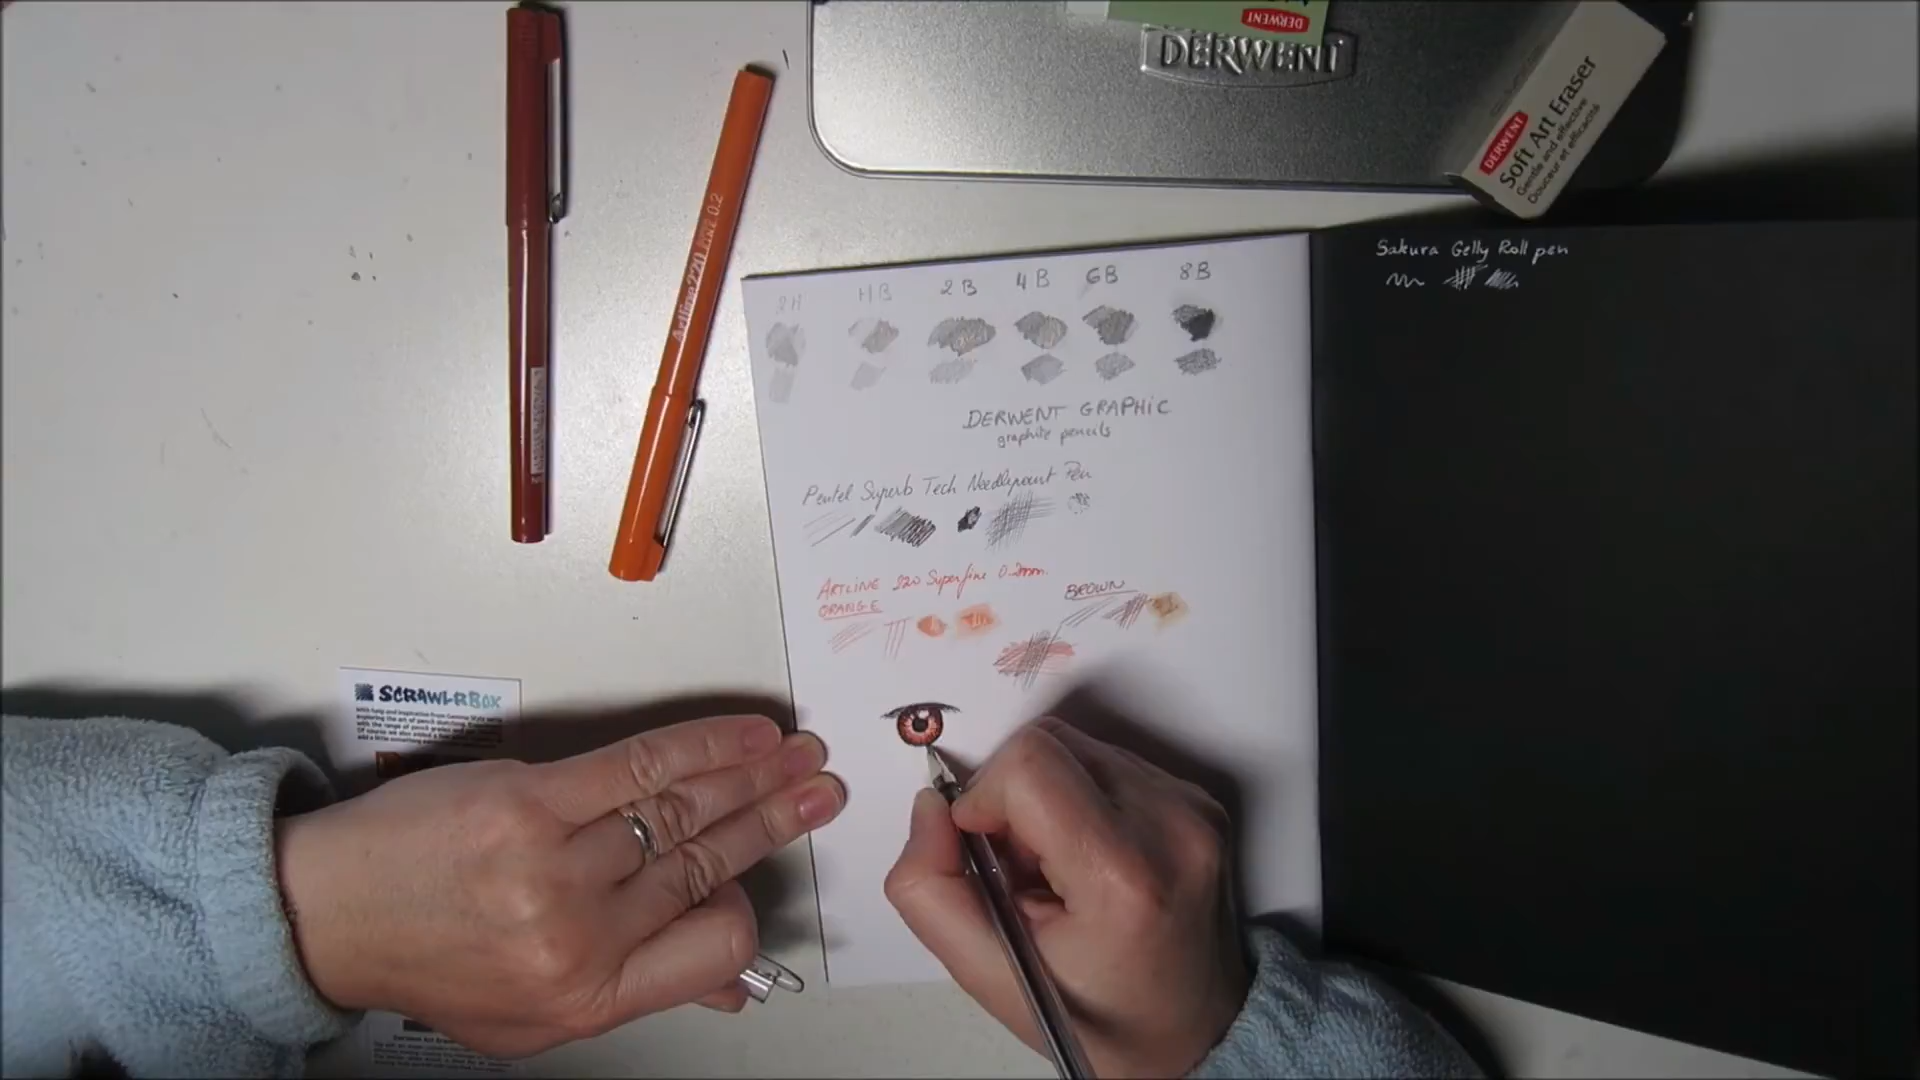 DERWENT
DERWENT
DERWENT
Soft Art Eraser
Gentle and effective
Douceur et efficacité
Artline 220 FINE 0.2
Sakura Gelly Roll pen
2H HB 2B 4B 6B 8B
DERWENT GRAPHIC
graphite pencils
Pentel Superb Tech Needlepoint Pen
ARTLINE 220 Superfine 0.2mm.
ORANGE
BROWN
SCRAWLRBOX